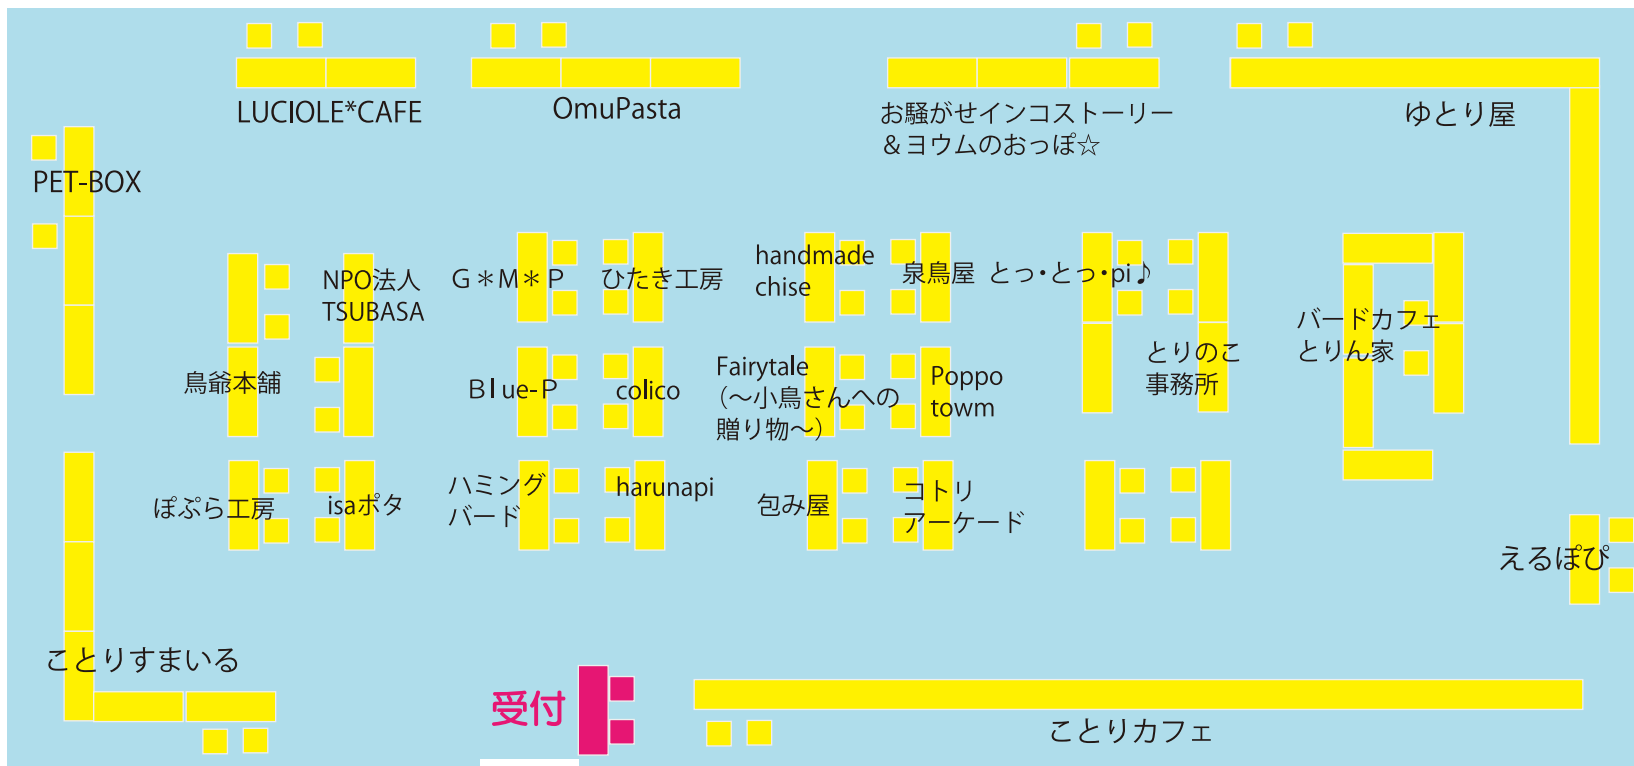 LUCIOLE*CAFE
OmuPasta
お騒がせインコストーリー
&ヨウムのおっぽ☆
ゆとり屋
PET-BOX
NPO法人
TSUBASA
G*M*P
ひたき工房
handmade
chise
泉鳥屋
とっ・とっ・pi♪
バードカフェ
とりん家
鳥爺本舗
Blue-P
colico
Fairytale
(〜小鳥さんへの
贈り物〜)
Poppo
towm
とりのこ
事務所
ぽぷら工房
isaポタ
ハミング
バード
harunapi
包み屋
コトリ
アーケード
えるぽぴ
ことりすまいる
受付
ことりカフェ